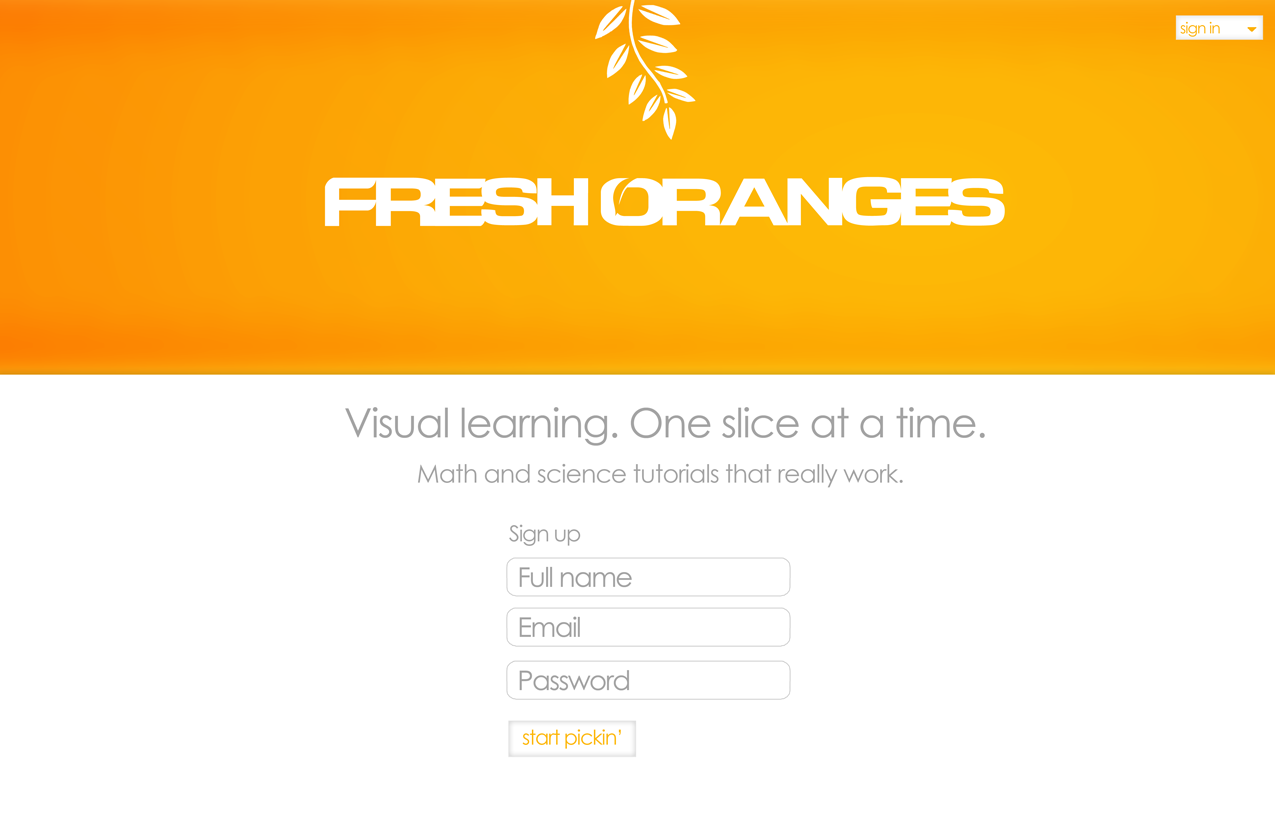 sign in
FRESH ORANGES
Visual learning. One slice at a time.
Math and science tutorials that really work.
Sign up
Full name
Email
Password
start pickin’